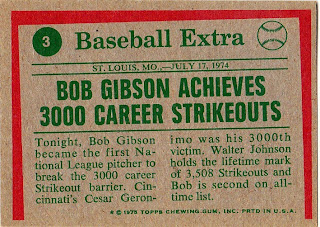 3
Baseball Extra
ST. LOUIS, MO.—JULY 17, 1974
BOB GIBSON ACHIEVES
3000 CAREER STRIKEOUTS
Tonight, Bob Gibson
became the first Na-
tional League pitcher to
break the 3000 career
Strikeout barrier. Cin-
cinnati's Cesar Geron-
imo was his 3000th
victim. Walter Johnson
holds the lifetime mark
of 3,508 Strikeouts and
Bob is second on all-
time list.
© 1975 TOPPS CHEWING GUM, INC. PRTD IN U.S.A.